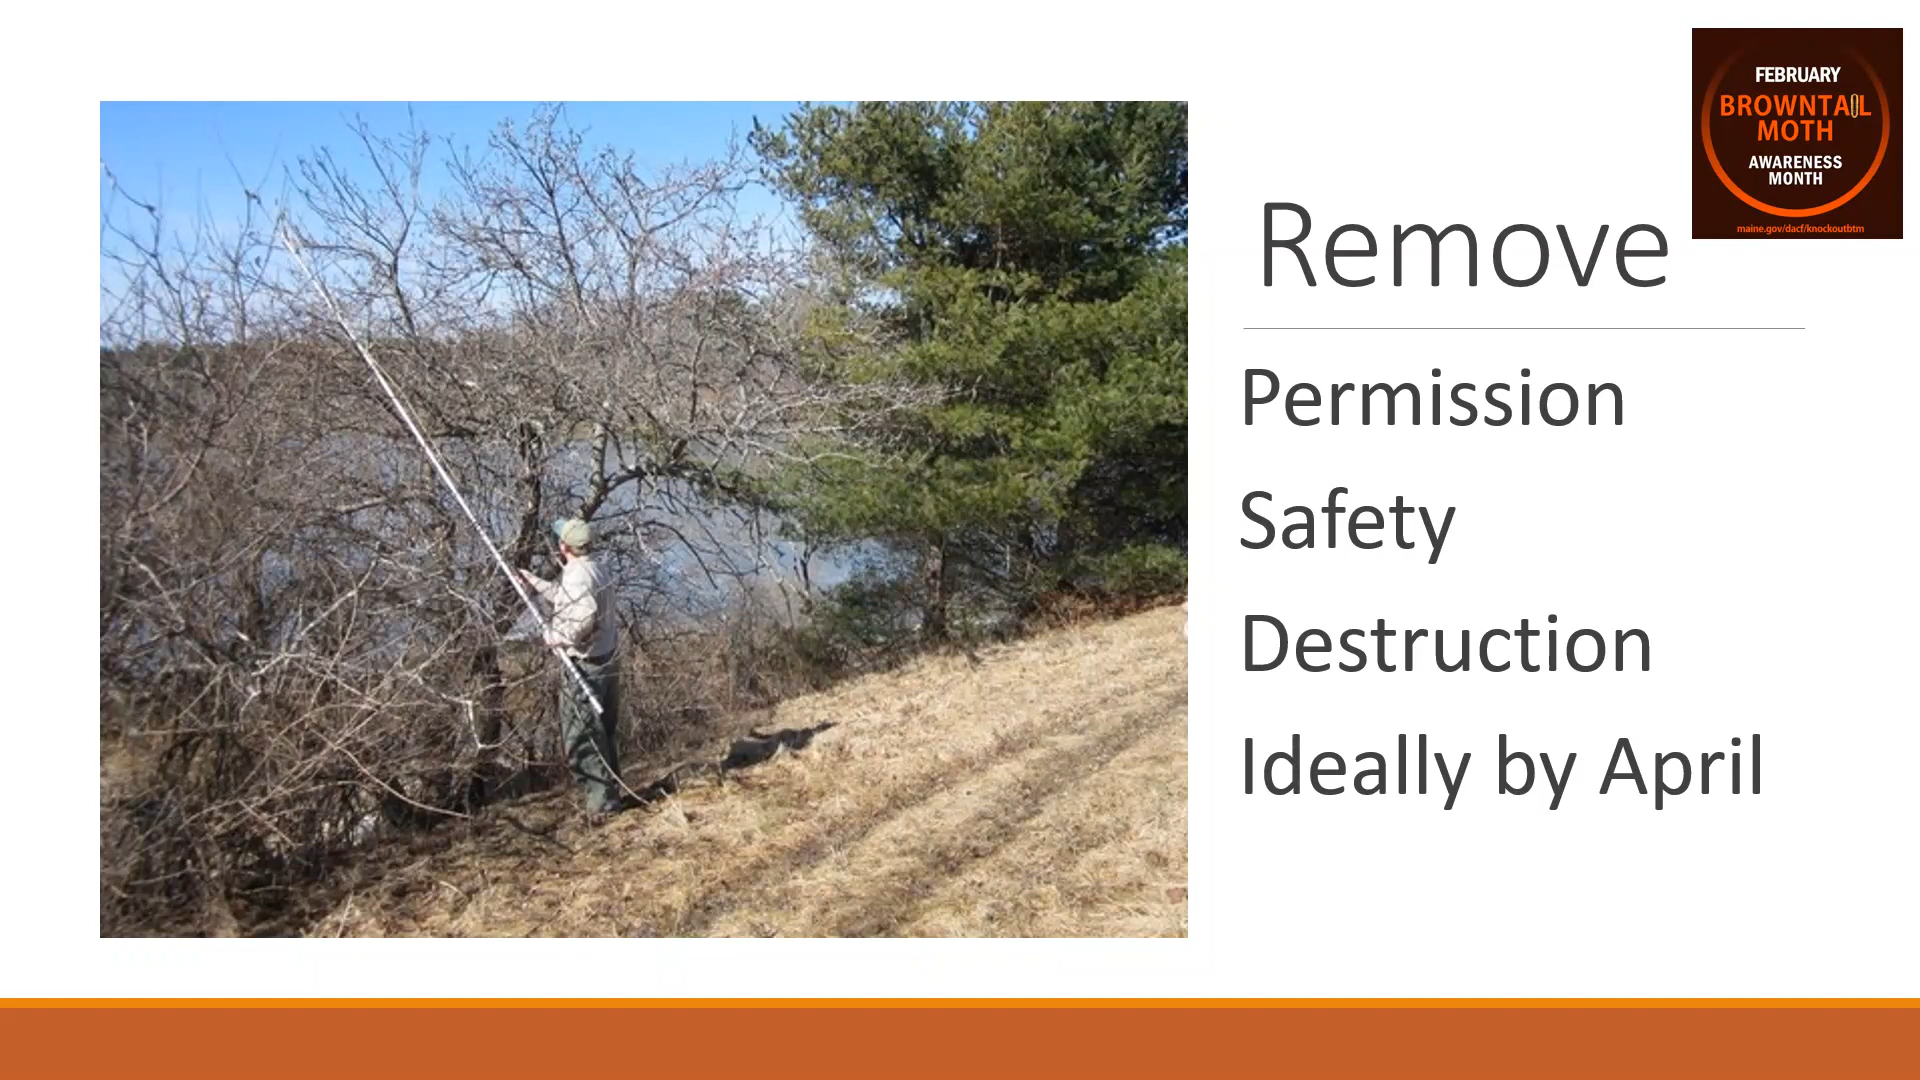 FEBRUARY
BROWNTAIL
MOTH
AWARENESS
MONTH
maine.gov/dacf/knockoutbtm
Remove
Permission
Safety
Destruction
Ideally by April